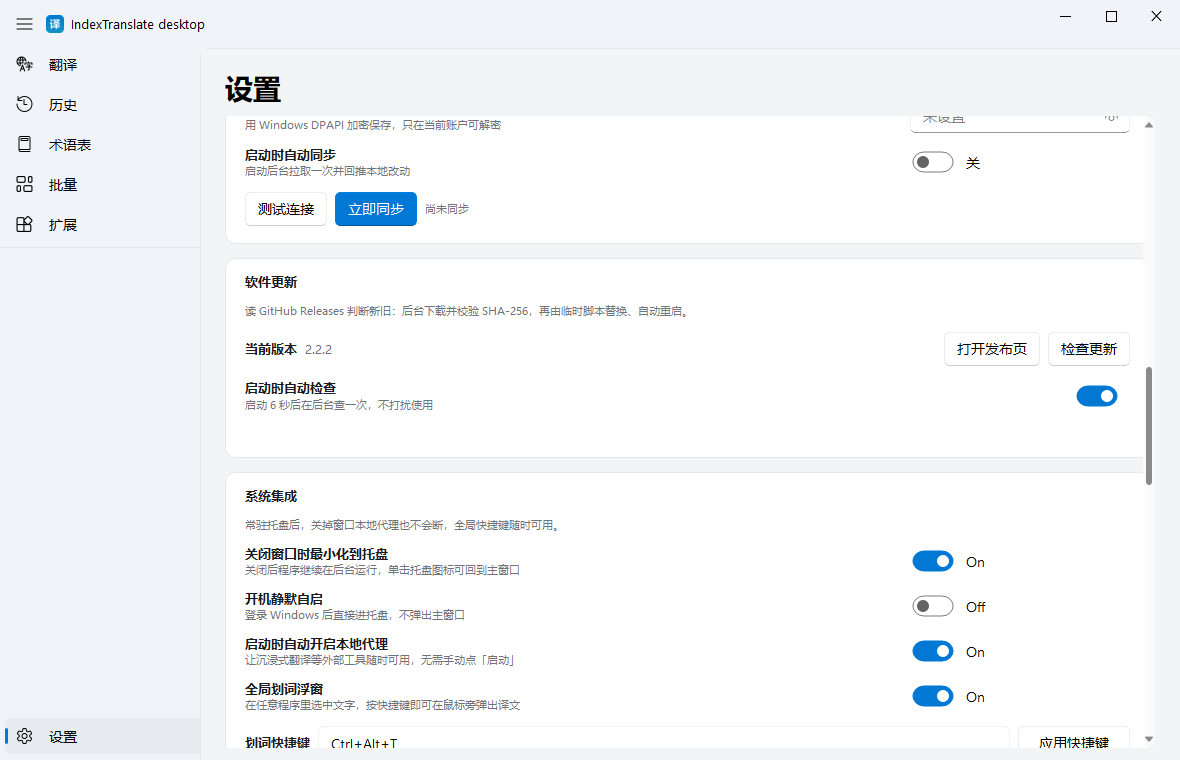 译 IndexTranslate desktop
翻译
历史
术语表
批量
扩展
设置
设置
用 Windows DPAPI 加密保存，只在当前账户可解密
未设置
启动时自动同步
启动后台拉取一次并回推本地改动
关
测试连接 立即同步 尚未同步
软件更新
读 GitHub Releases 判断新旧：后台下载并校验 SHA-256，再由临时脚本替换、自动重启。
当前版本 2.2.2
打开发布页 检查更新
启动时自动检查
启动 6 秒后在后台查一次，不打扰使用
系统集成
常驻托盘后，关掉窗口本地代理也不会断，全局快捷键随时可用。
关闭窗口时最小化到托盘
关闭后程序继续在后台运行，单击托盘图标可回到主窗口
On
开机静默自启
登录 Windows 后直接进托盘，不弹出主窗口
Off
启动时自动开启本地代理
让沉浸式翻译等外部工具随时可用，无需手动点「启动」
On
全局划词浮窗
在任意程序里选中文字，按快捷键即可在鼠标旁弹出译文
On
划词快捷键 Ctrl+Alt+T 应用快捷键